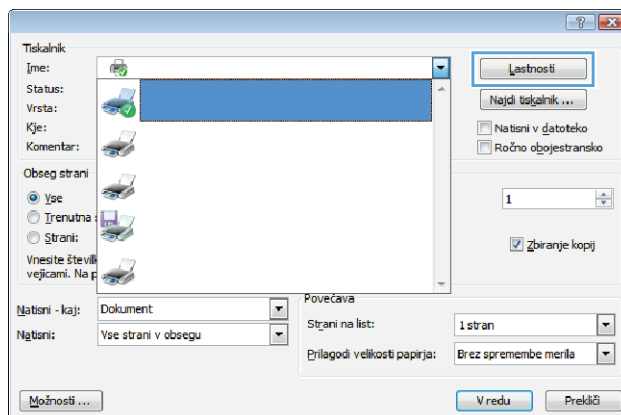 Tiskalnik
Ime:
Lastnosti
Status:
Najdi tiskalnik ...
Vrsta:
Kje:
Natisni v datoteko
Komentar:
Ročno obojestransko
Obseg strani
Vse
1
Trenutna
Strani:
Zbiranje kopij
Vnesite številk
vejicami. Na p
Povečava
Natisni - kaj: Dokument
Strani na list: 1 stran
Natisni: Vse strani v obsegu
Prilagodi velikosti papirja: Brez spremembe merila
Možnosti ...
V redu
Prekliči